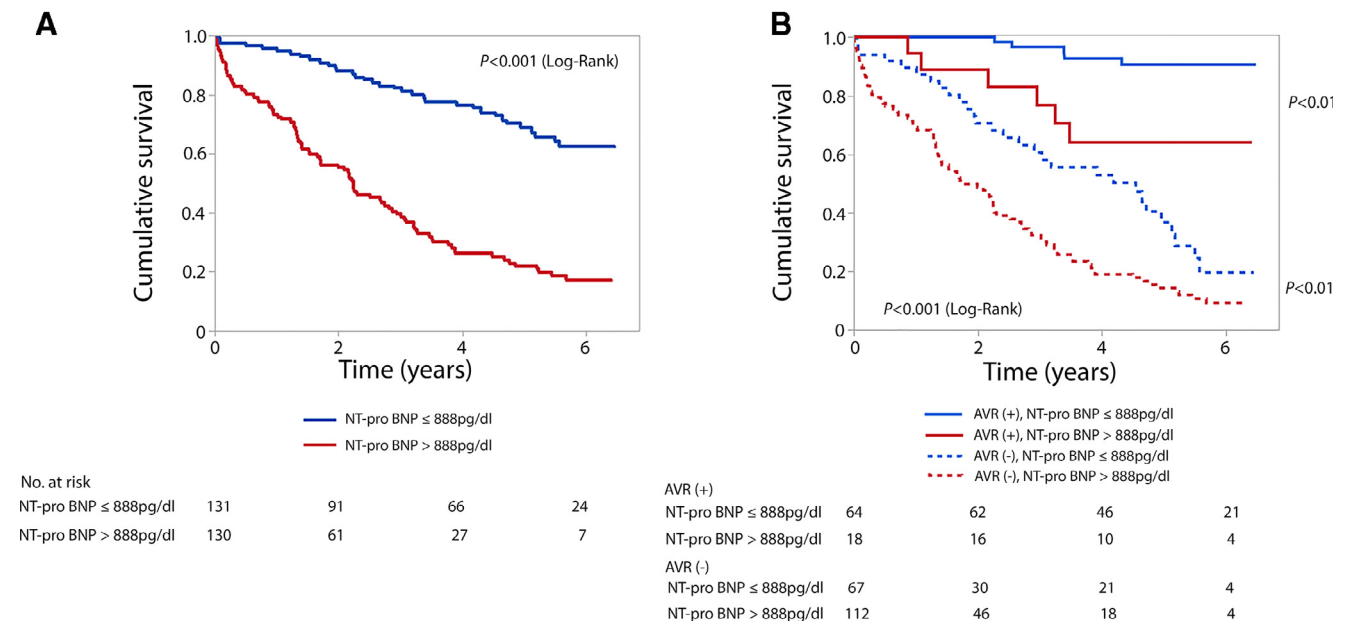 A
1.0
0.8
0.6
0.4
0.2
0
Cumulative survival
P<0.001 (Log-Rank)
0 2 4 6
Time (years)
NT-pro BNP ≤ 888pg/dl
NT-pro BNP > 888pg/dl
No. at risk
NT-pro BNP ≤ 888pg/dl 131 91 66 24
NT-pro BNP > 888pg/dl 130 61 27 7
B
1.0
0.8
0.6
0.4
0.2
0
Cumulative survival
P<0.01
P<0.01
P<0.001 (Log-Rank)
0 2 4 6
Time (years)
AVR (+), NT-pro BNP ≤ 888pg/dl
AVR (+), NT-pro BNP > 888pg/dl
AVR (-), NT-pro BNP ≤ 888pg/dl
AVR (-), NT-pro BNP > 888pg/dl
AVR (+)
NT-pro BNP ≤ 888pg/dl 64 62 46 21
NT-pro BNP > 888pg/dl 18 16 10 4
AVR (-)
NT-pro BNP ≤ 888pg/dl 67 30 21 4
NT-pro BNP > 888pg/dl 112 46 18 4